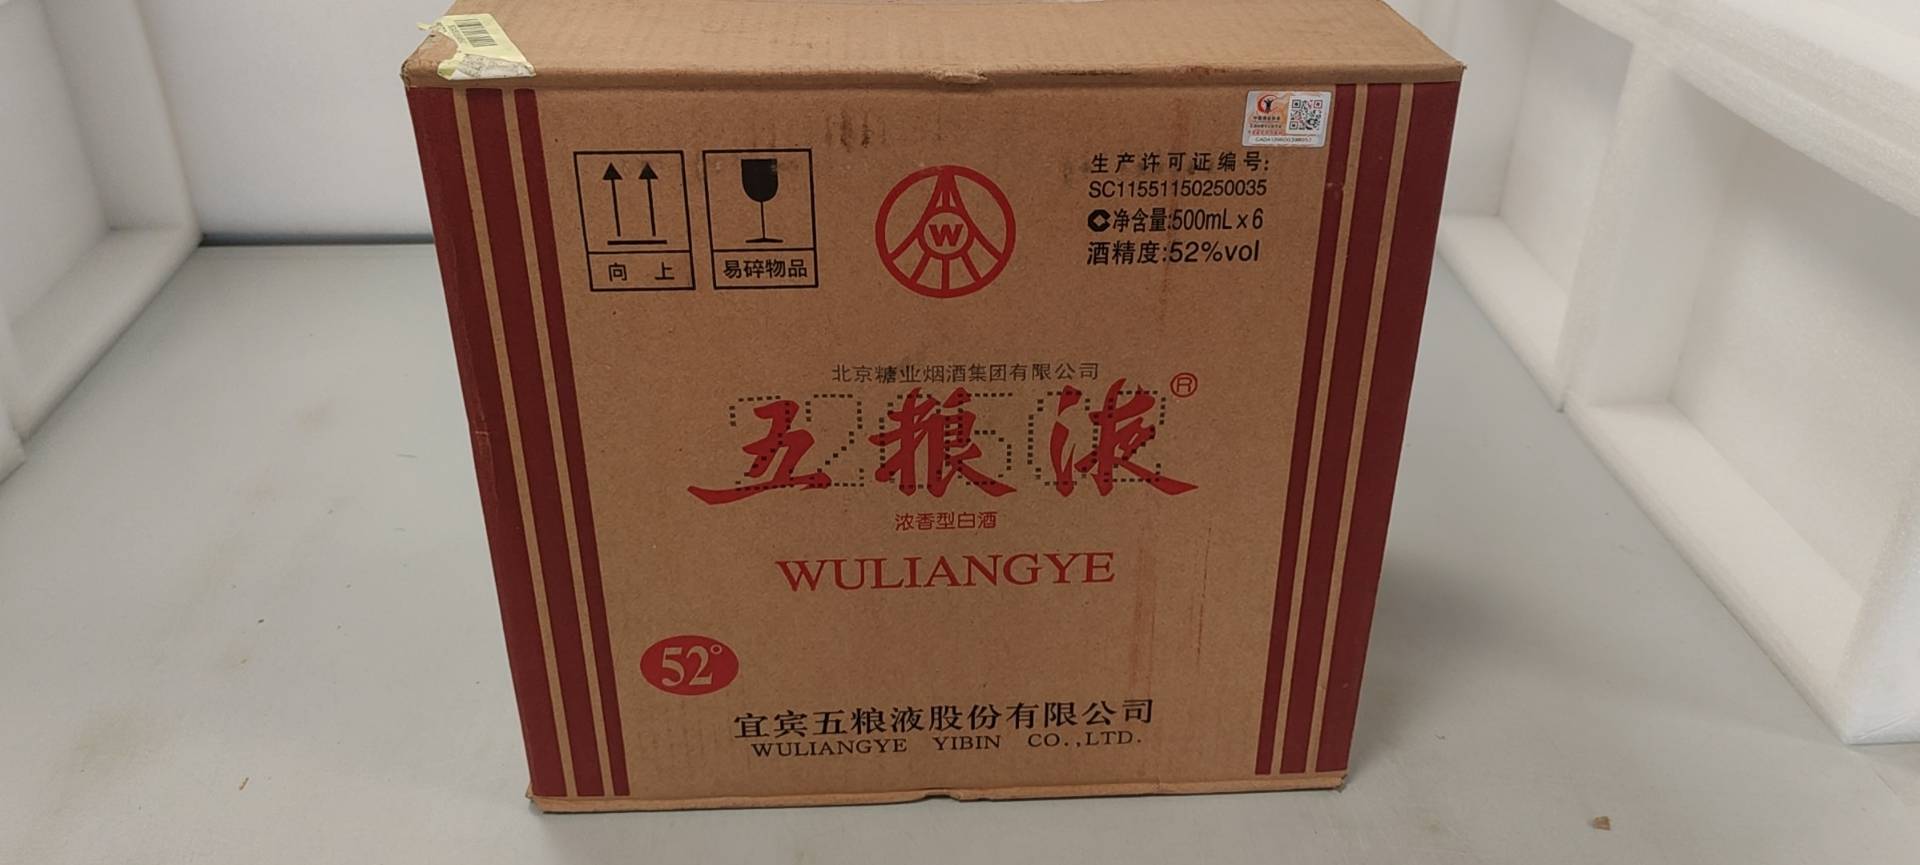 生产许可证编号:
SC11551150250035
净含量:500mL x 6
酒精度:52%vol
向 上
易碎物品
W
北京糖业烟酒集团有限公司
五粮液®
浓香型白酒
WULIANGYE
52°
宜宾五粮液股份有限公司
WULIANGYE YIBIN CO.,LTD.